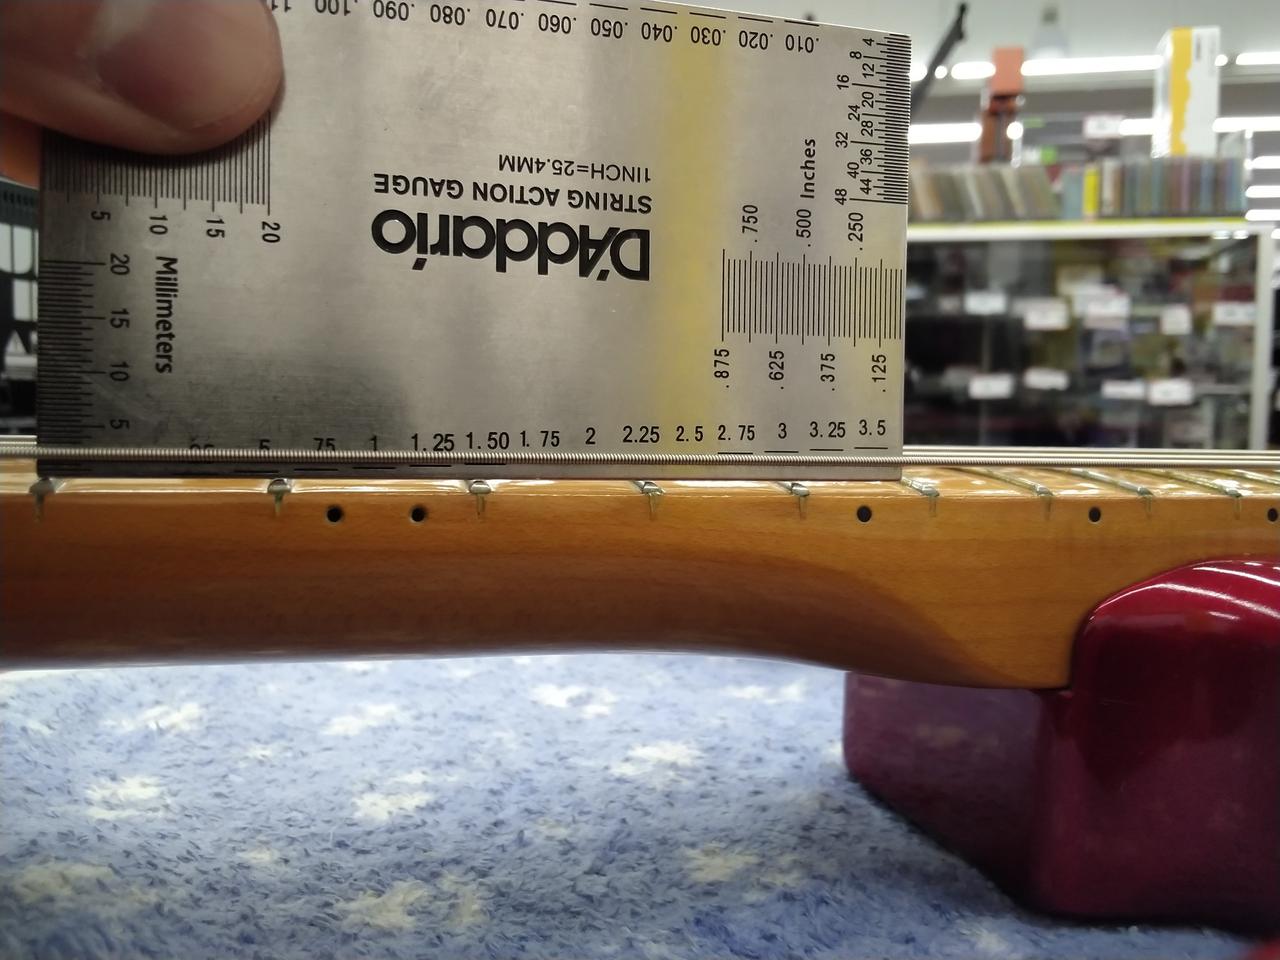 .100 .090 .080 .070 .060 .050 .040 .030 .020 .010
4 8
12 16
20 24
28 32
36 40
44 48
Inches
1INCH=25.4MM
STRING ACTION GAUGE
D'Addario
5 10 15 20
Millimeters
20 15 10 5
.750 .500 .250
.875 .625 .375 .125
5 75 1 1.25 1.50 1.75 2 2.25 2.5 2.75 3 3.25 3.5